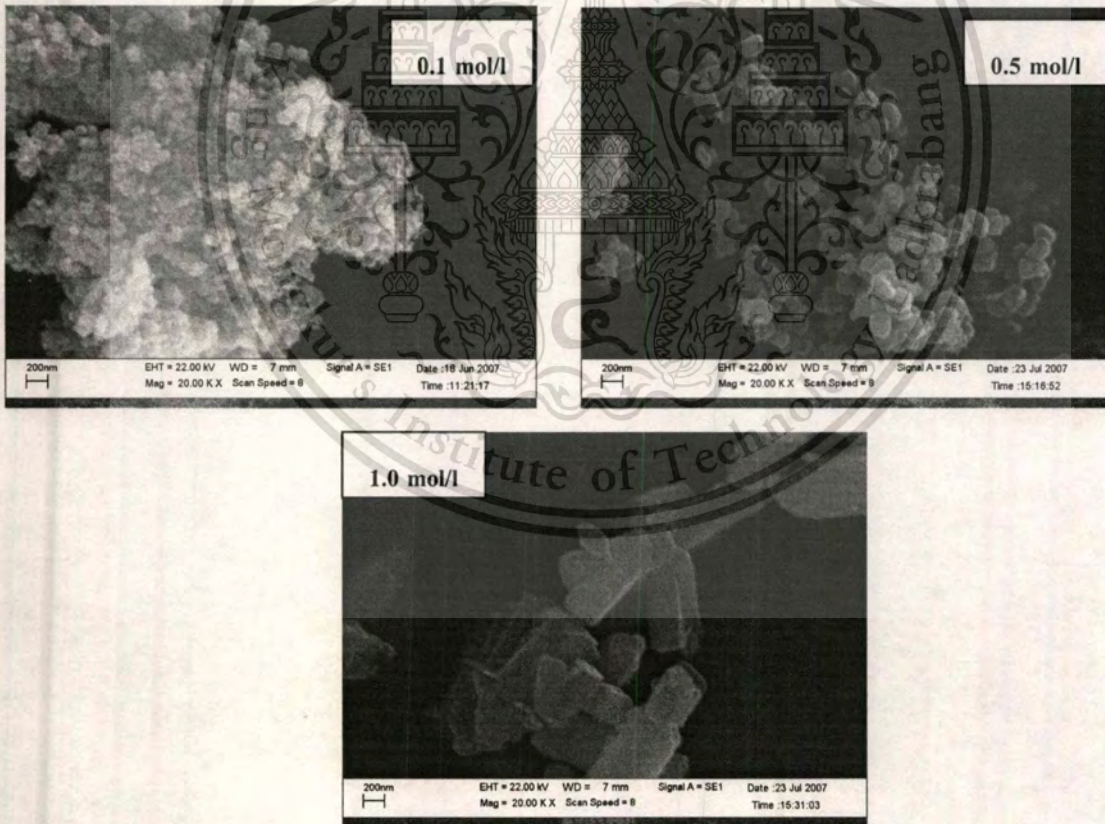 0.1 mol/l
200nm EHT = 22.00 kV WD = 7 mm Signal A = SE1 Date :18 Jun 2007
Mag = 20.00 K X Scan Speed = 8 Time :11:21:17
0.5 mol/l
200nm EHT = 22.00 kV WD = 7 mm Signal A = SE1 Date :23 Jul 2007
Mag = 20.00 K X Scan Speed = 8 Time :15:16:52
1.0 mol/l
200nm EHT = 22.00 kV WD = 7 mm Signal A = SE1 Date :23 Jul 2007
Mag = 20.00 K X Scan Speed = 8 Time :15:31:03
King Mongkut's Institute of Technology Ladkrabang